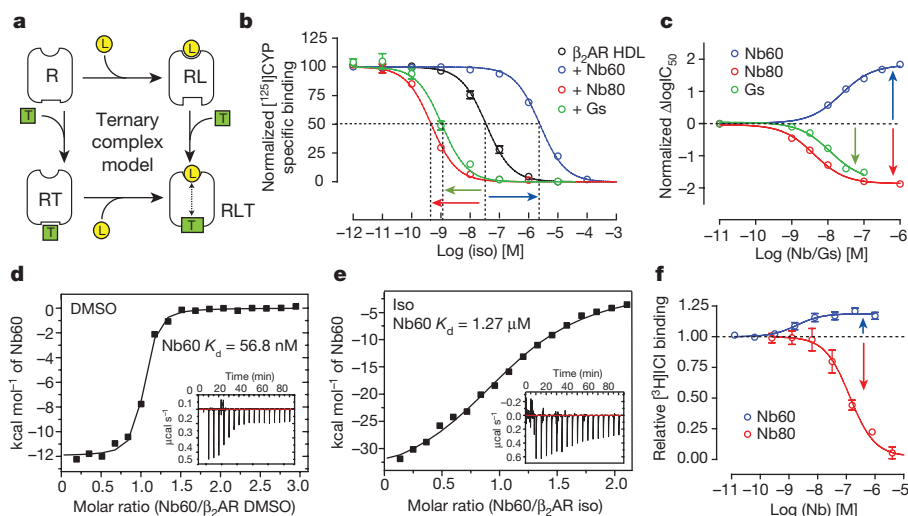 a
R
L
RL
T
T
Ternary
complex
model
L
RT
T
L
T
RLT
b
Normalized [¹²⁵I]CYP
specific binding
125
100
75
50
25
0
−12 −11 −10 −9 −8 −7 −6 −5 −4 −3
Log (iso) [M]
β₂AR HDL
+ Nb60
+ Nb80
+ Gs
c
Normalized ΔlogIC₅₀
2
1
0
−1
−2
−11 −10 −9 −8 −7 −6
Log (Nb/Gs) [M]
Nb60
Nb80
Gs
d
kcal mol⁻¹ of Nb60
0
−2
−4
−6
−8
−10
−12
DMSO
Nb60 Kd = 56.8 nM
Time (min)
0 20 40 60 80
µcal s⁻¹
0.1
0.1
0.3
0.5
0.0 0.5 1.0 1.5 2.0 2.5 3.0
Molar ratio (Nb60/β₂AR DMSO)
e
−5
−10
−15
−20
−25
−30
Iso
Nb60 Kd = 1.27 µM
Time (min)
0 20 40 60 80
µcal s⁻¹
−0.0
0.2
0.4
0.6
0.0 0.5 1.0 1.5 2.0
Molar ratio (Nb60/β₂AR iso)
f
Relative [³H]ICI binding
1.25
1.00
0.75
0.50
0.25
0.00
−11 −10 −9 −8 −7 −6 −5
Log (Nb) [M]
Nb60
Nb80